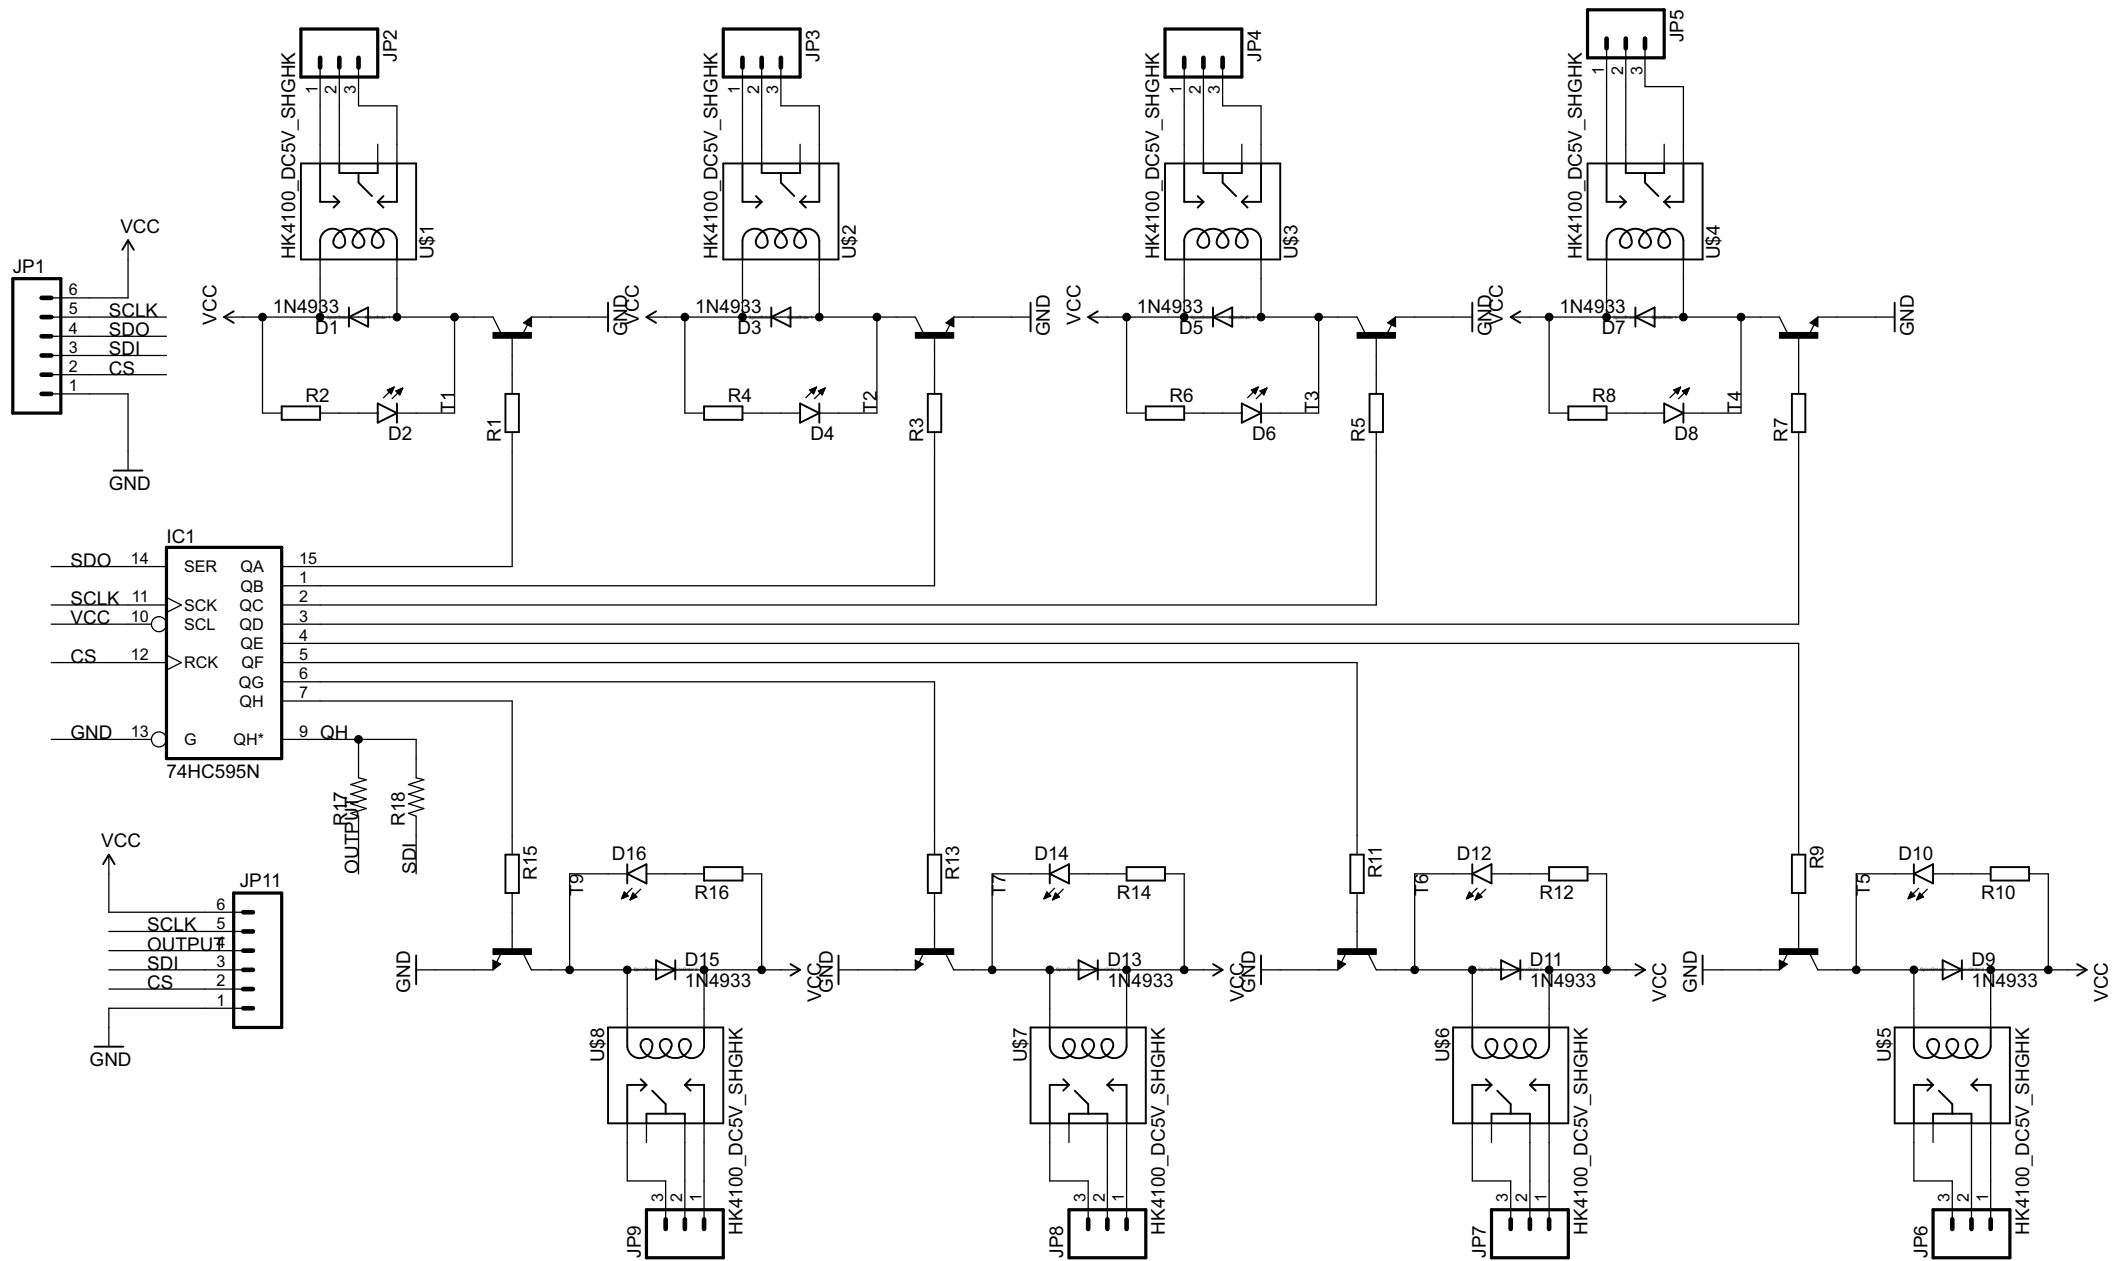 JP2
JP3
JP4
JP5
1
2
3
1
2
3
1
2
3
1
2
3
HK4100_DC5V_SHGHK
HK4100_DC5V_SHGHK
HK4100_DC5V_SHGHK
HK4100_DC5V_SHGHK
U$1
U$2
U$3
U$4
VCC
JP1
6
5 SCLK
4 SDO
3 SDI
2 CS
1
GND
VCC
1N4933
D1
GND
VCC
1N4933
D3
GND
VCC
1N4933
D5
GND
VCC
1N4933
D7
GND
R2
D2
T1
R1
R4
D4
T2
R3
R6
D6
T3
R5
R8
D8
T4
R7
IC1
SDO 14 SER QA 15
QB 1
SCLK 11 SCK QC 2
VCC 10 SCL QD 3
QE 4
CS 12 RCK QF 5
QG 6
QH 7
GND 13 G QH* 9 QH
74HC595N
R17
OUTPUT
R18
SDI
VCC
JP11
6
SCLK 5
OUTPUT 4
SDI 3
CS 2
1
GND
R15
T9
D16
R16
R13
T7
D14
R14
R11
T6
D12
R12
R9
T5
D10
R10
GND
D15
1N4933
VCC
GND
D13
1N4933
VCC
GND
D11
1N4933
VCC
GND
D9
1N4933
VCC
U$8
HK4100_DC5V_SHGHK
U$7
HK4100_DC5V_SHGHK
U$6
HK4100_DC5V_SHGHK
U$5
HK4100_DC5V_SHGHK
3
2
1
3
2
1
3
2
1
3
2
1
JP9
JP8
JP7
JP6